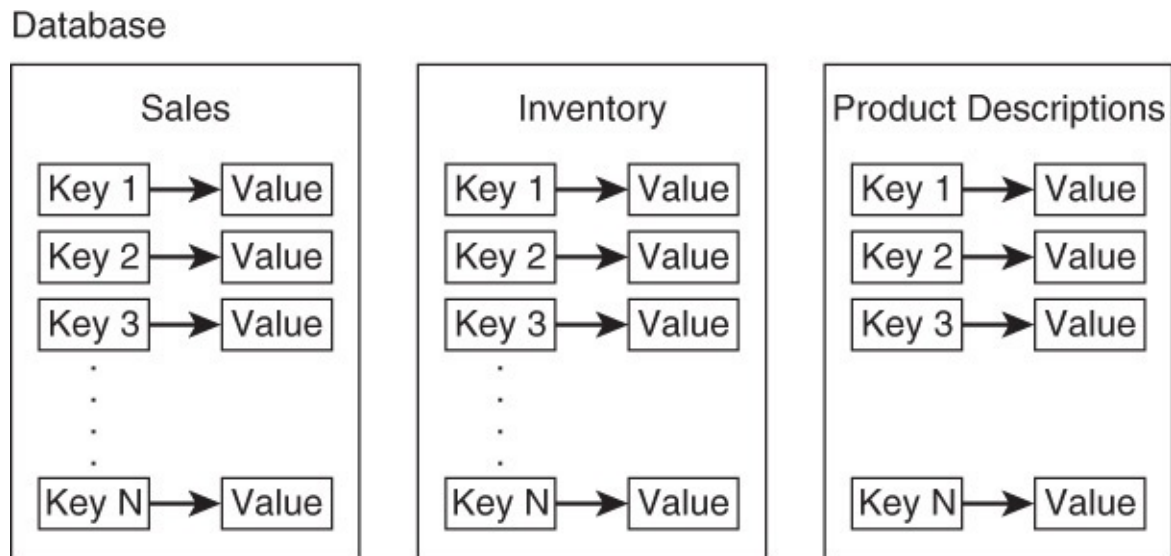 Database
Sales
Key 1 Value
Key 2 Value
Key 3 Value
Key N Value
Inventory
Key 1 Value
Key 2 Value
Key 3 Value
Key N Value
Product Descriptions
Key 1 Value
Key 2 Value
Key 3 Value
Key N Value